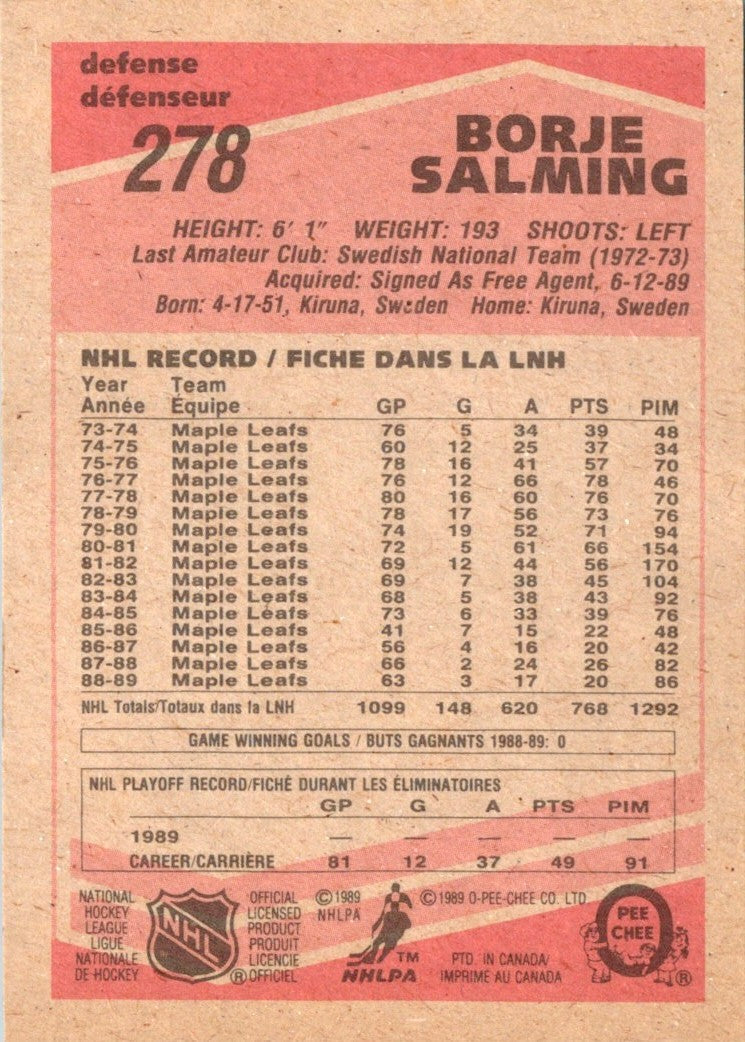 defense
défenseur
278
BORJE
SALMING
HEIGHT: 6' 1" WEIGHT: 193 SHOOTS: LEFT
Last Amateur Club: Swedish National Team (1972-73)
Acquired: Signed As Free Agent, 6-12-89
Born: 4-17-51, Kiruna, Sweden Home: Kiruna, Sweden
NHL RECORD / FICHE DANS LA LNH
Year Team
Année Équipe GP G A PTS PIM
73-74 Maple Leafs 76 5 34 39 48
74-75 Maple Leafs 60 12 25 37 34
75-76 Maple Leafs 78 16 41 57 70
76-77 Maple Leafs 76 12 66 78 46
77-78 Maple Leafs 80 16 60 76 70
78-79 Maple Leafs 78 17 56 73 76
79-80 Maple Leafs 74 19 52 71 94
80-81 Maple Leafs 72 5 61 66 154
81-82 Maple Leafs 69 12 44 56 170
82-83 Maple Leafs 69 7 38 45 104
83-84 Maple Leafs 68 5 38 43 92
84-85 Maple Leafs 73 6 33 39 76
85-86 Maple Leafs 41 7 15 22 48
86-87 Maple Leafs 56 4 16 20 42
87-88 Maple Leafs 66 2 24 26 82
88-89 Maple Leafs 63 3 17 20 86
NHL Totals/Totaux dans la LNH 1099 148 620 768 1292
GAME WINNING GOALS / BUTS GAGNANTS 1988-89: 0
NHL PLAYOFF RECORD/FICHÉ DURANT LES ÉLIMINATOIRES
GP G A PTS PIM
1989 — — — — —
CAREER/CARRIÈRE 81 12 37 49 91
NATIONAL
HOCKEY
LEAGUE
LIGUE
NATIONALE
DE HOCKEY
NHL
®
OFFICIAL
LICENSED
PRODUCT
PRODUIT
LICENCIE
OFFICIEL
© 1989
NHLPA
TM
NHLPA
© 1989 O-PEE-CHEE CO. LTD.
PTD. IN CANADA/
IMPRIME AU CANADA
O
PEE
CHEE
®